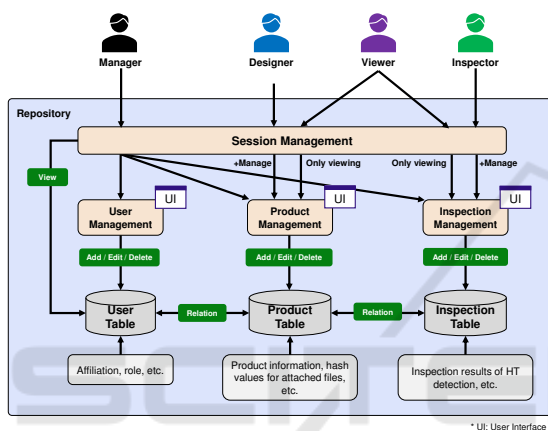 Manager
Designer
Viewer
Inspector
Repository
Session Management
View
+Manage
Only viewing
Only viewing
+Manage
UI
UI
UI
User
Management
Product
Management
Inspection
Management
Add / Edit / Delete
Add / Edit / Delete
Add / Edit / Delete
User
Table
Relation
Product
Table
Relation
Inspection
Table
Affiliation, role, etc.
Product information, hash
values for attached files,
etc.
Inspection results of HT
detection, etc.
SCITE
* UI: User Interface